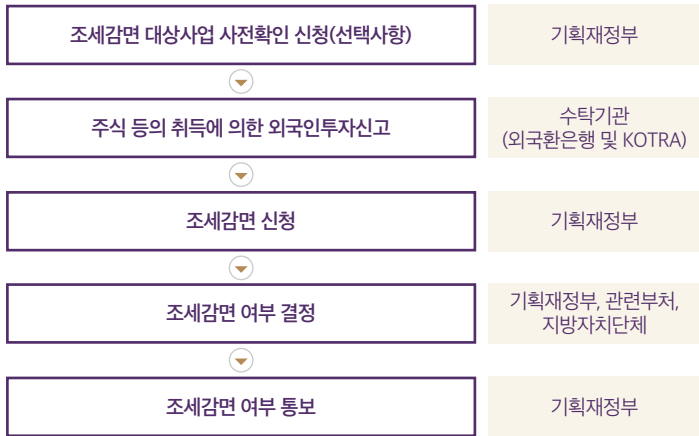 조세감면 대상사업 사전확인 신청(선택사항)
기획재정부
주식 등의 취득에 의한 외국인투자신고
수탁기관
(외국환은행 및 KOTRA)
조세감면 신청
기획재정부
조세감면 여부 결정
기획재정부, 관련부처,
지방자치단체
조세감면 여부 통보
기획재정부